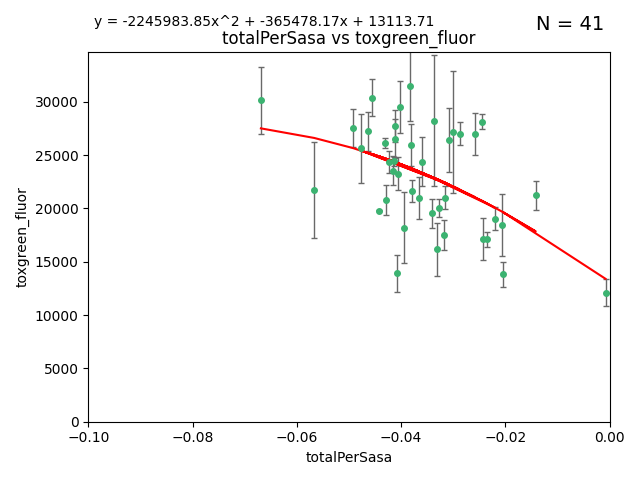 y = -2245983.85x^2 + -365478.17x + 13113.71
N = 41
totalPerSasa vs toxgreen_fluor
toxgreen_fluor
30000
25000
20000
15000
10000
5000
0
−0.10
−0.08
−0.06
−0.04
−0.02
0.00
totalPerSasa